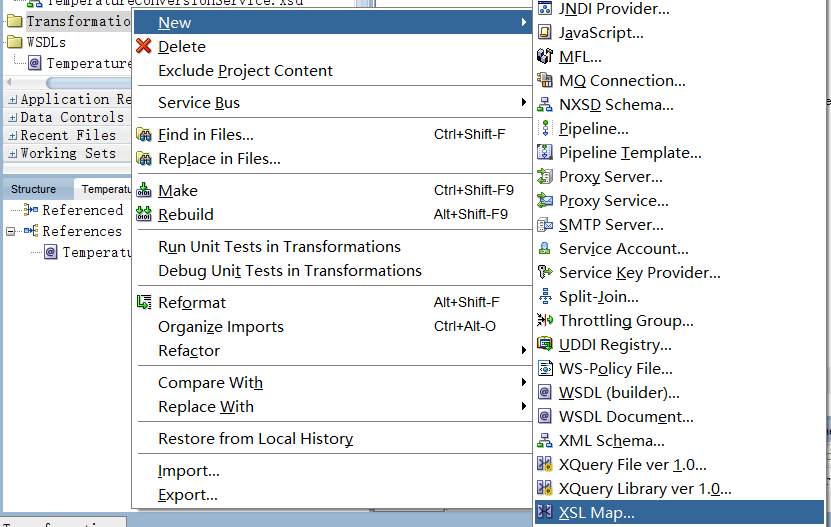 TemperatureConversionService.xsd
Transformatio
WSDLs
Temperature
Application Re
Data Controls
Recent Files
Working Sets
Structure
Temperatu
Referenced
References
Temperatu
New
Delete
Exclude Project Content
Service Bus
Find in Files... Ctrl+Shift-F
Replace in Files...
Make Ctrl+Shift-F9
Rebuild Alt+Shift-F9
Run Unit Tests in Transformations
Debug Unit Tests in Transformations
Reformat Alt+Shift-F
Organize Imports Ctrl+Alt-O
Refactor
Compare With
Replace With
Restore from Local History
Import...
Export...
JNDI Provider...
JavaScript...
MFL...
MQ Connection...
NXSD Schema...
Pipeline...
Pipeline Template...
Proxy Server...
Proxy Service...
SMTP Server...
Service Account...
Service Key Provider...
Split-Join...
Throttling Group...
UDDI Registry...
WS-Policy File...
WSDL (builder)...
WSDL Document...
XML Schema...
XQuery File ver 1.0...
XQuery Library ver 1.0...
XSL Map...